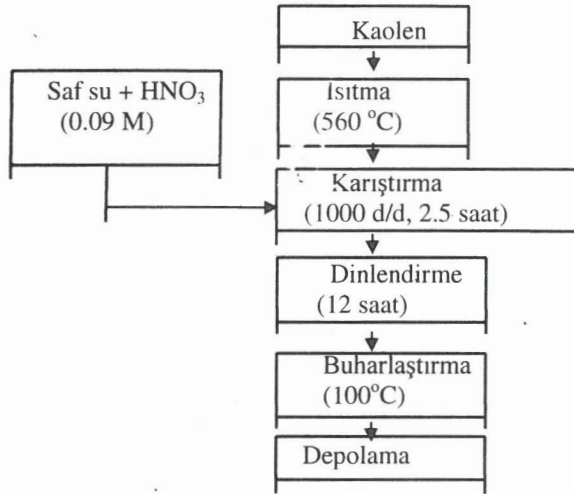 Kaolen
Saf su + HNO₃
(0.09 M)
Isıtma
(560 °C)
Karıştırma
(1000 d/d, 2.5 saat)
Dinlendirme
(12 saat)
Buharlaştırma
(100°C)
Depolama